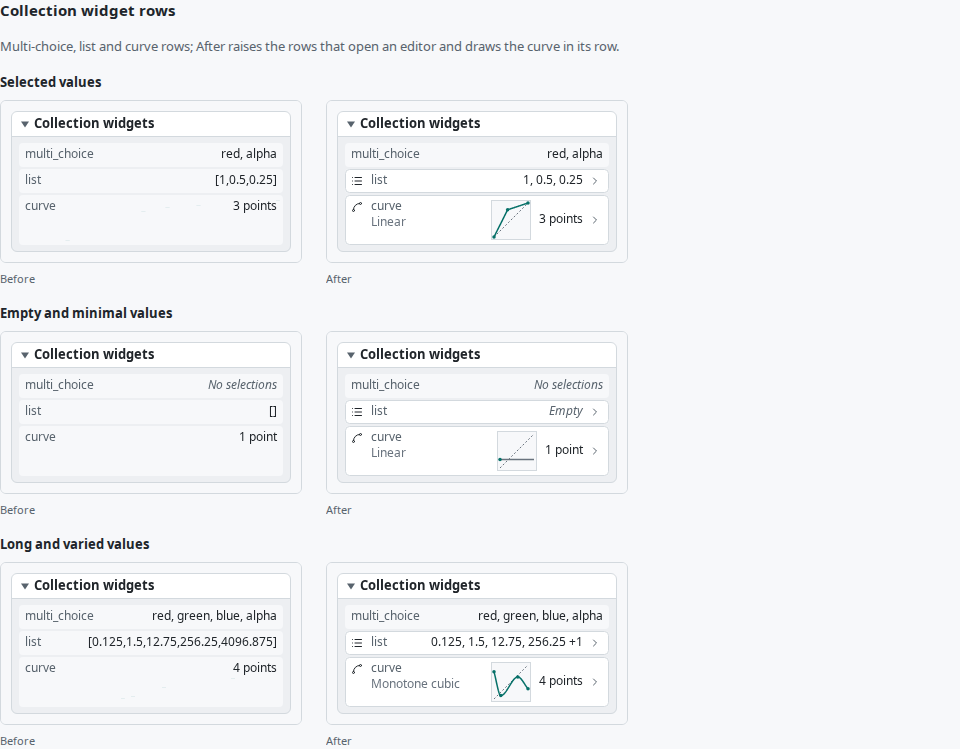 Collection widget rows
Multi-choice, list and curve rows; After raises the rows that open an editor and draws the curve in its row.
Selected values
Collection widgets
multi_choice red, alpha
list [1,0.5,0.25]
curve 3 points
Before
Collection widgets
multi_choice red, alpha
list 1, 0.5, 0.25
curve
Linear
3 points
After
Empty and minimal values
Collection widgets
multi_choice No selections
list []
curve 1 point
Before
Collection widgets
multi_choice No selections
list Empty
curve
Linear
1 point
After
Long and varied values
Collection widgets
multi_choice red, green, blue, alpha
list [0.125,1.5,12.75,256.25,4096.875]
curve 4 points
Before
Collection widgets
multi_choice red, green, blue, alpha
list 0.125, 1.5, 12.75, 256.25 +1
curve
Monotone cubic
4 points
After